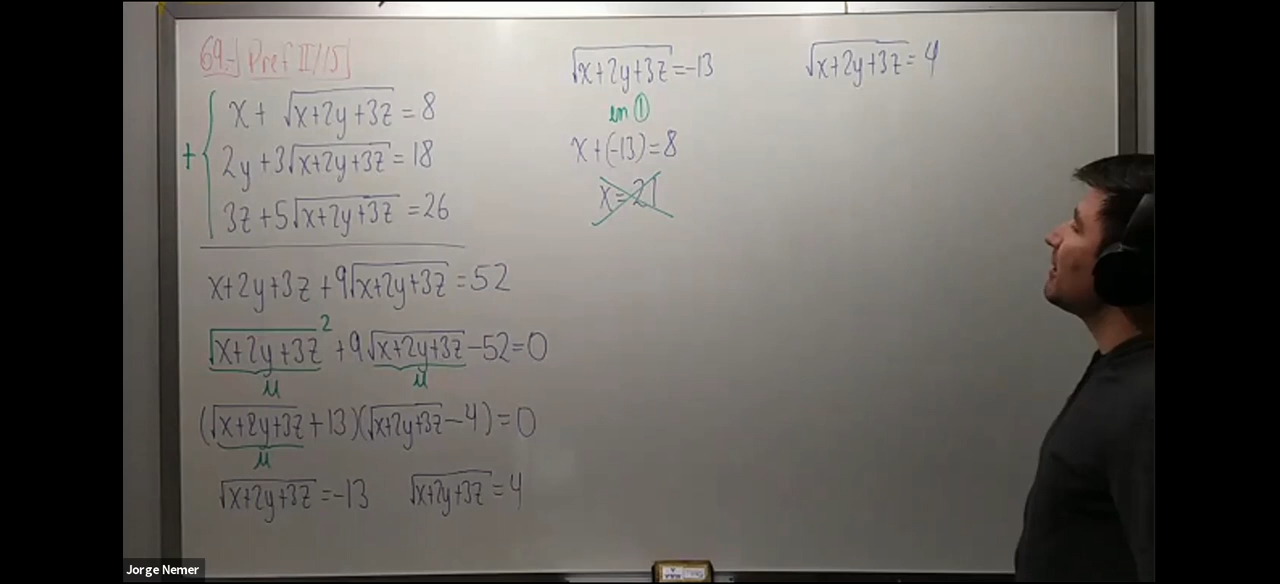 69.-) Pref II/15
x + √x+2y+3z = 8
+ { 2y + 3√x+2y+3z = 18
3z + 5√x+2y+3z = 26
x+2y+3z + 9√x+2y+3z = 52
√x+2y+3z² + 9√x+2y+3z - 52 = 0
μ μ
(√x+2y+3z + 13)(√x+2y+3z - 4) = 0
μ
√x+2y+3z = -13 √x+2y+3z = 4
√x+2y+3z = -13
en ①
x + (-13) = 8
x = 21
√x+2y+3z = 4
Jorge Nemer